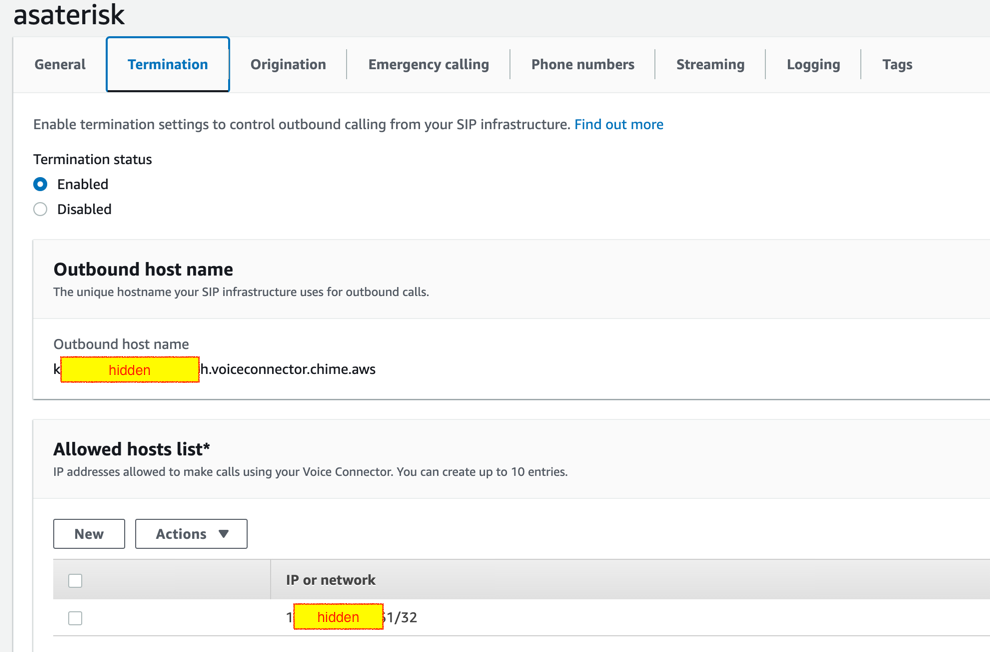 asaterisk
General Termination Origination Emergency calling Phone numbers Streaming Logging Tags
Enable termination settings to control outbound calling from your SIP infrastructure. Find out more
Termination status
Enabled
Disabled
Outbound host name
The unique hostname your SIP infrastructure uses for outbound calls.
Outbound host name
k hidden h.voiceconnector.chime.aws
Allowed hosts list*
IP addresses allowed to make calls using your Voice Connector. You can create up to 10 entries.
New Actions ▼
IP or network
1 hidden 51/32